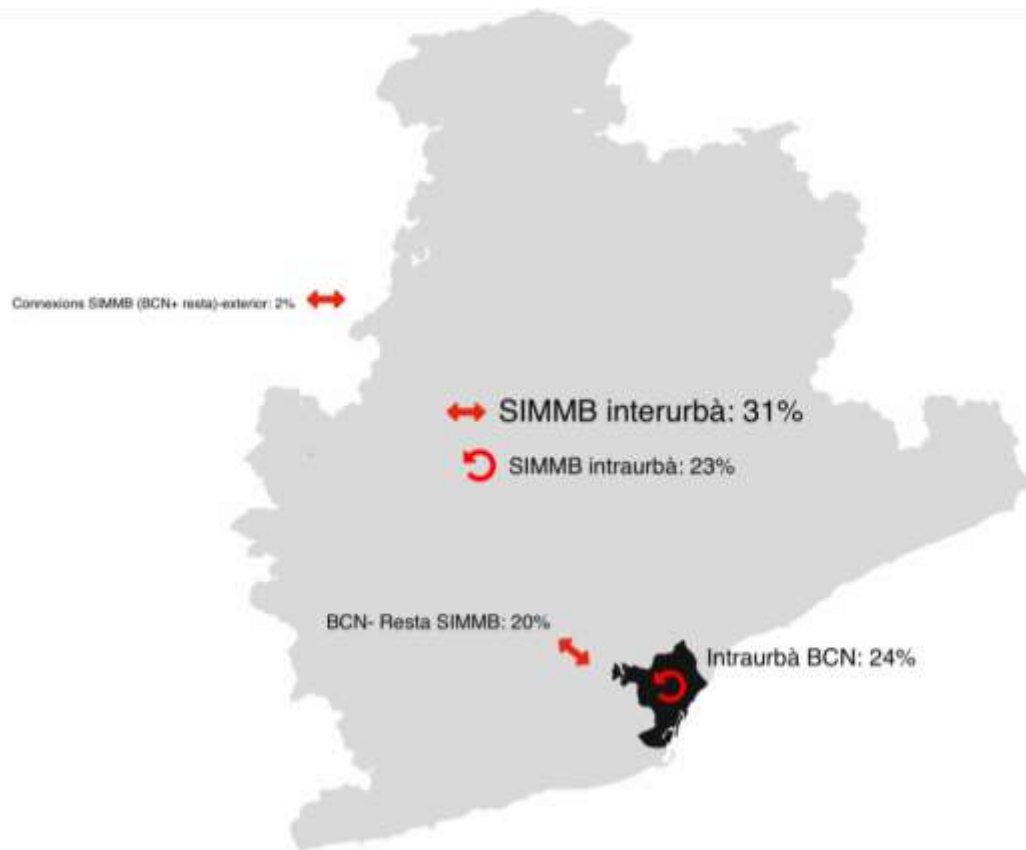 Connexions SIMMB (BCN+ resta)-exterior: 2%
SIMMB interurbà: 31%
SIMMB intraurbà: 23%
BCN- Resta SIMMB: 20%
Intraurbà BCN: 24%